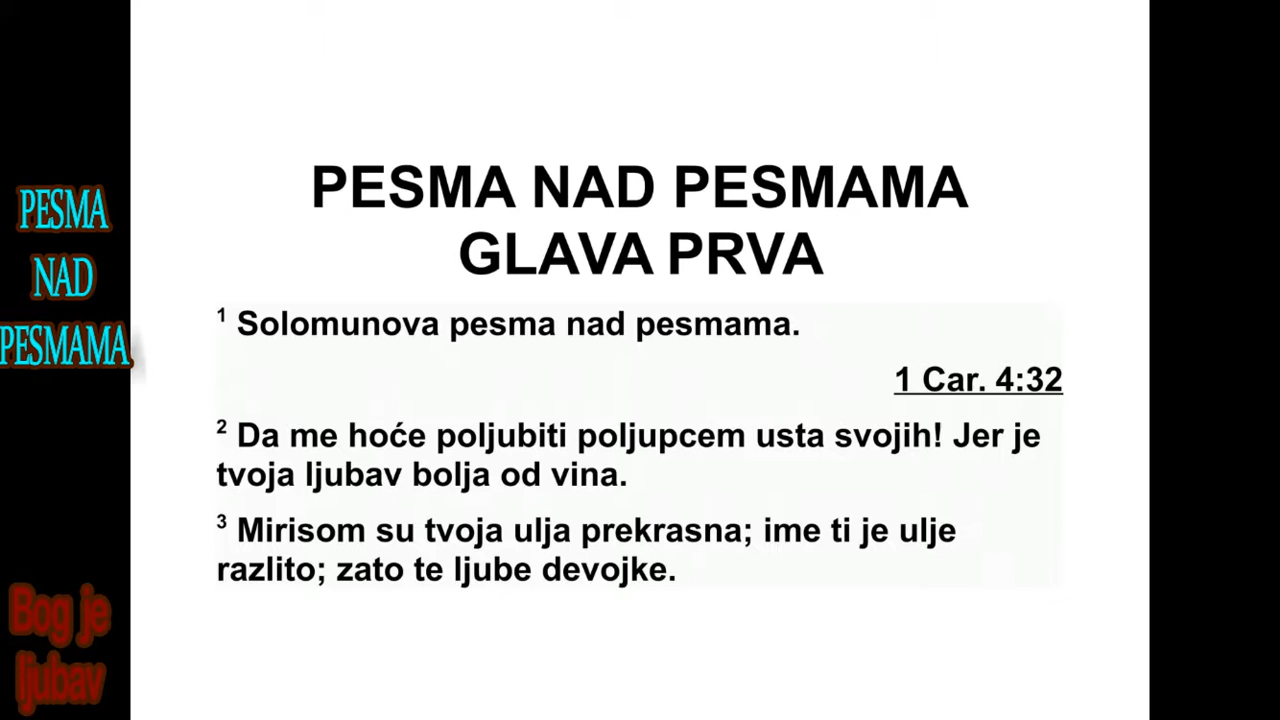 PESMA
NAD
PESMAMA
Bog je
ljubav
PESMA NAD PESMAMA
GLAVA PRVA
1 Solomunova pesma nad pesmama.
1 Car. 4:32
2 Da me hoće poljubiti poljupcem usta svojih! Jer je
tvoja ljubav bolja od vina.
3 Mirisom su tvoja ulja prekrasna; ime ti je ulje
razlito; zato te ljube devojke.